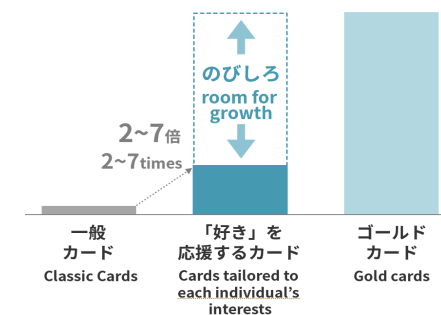 のびしろ
room for
growth
2~7倍
2~7times
一般
カード
Classic Cards
「好き」を
応援するカード
Cards tailored to
each individual's
interests
ゴールド
カード
Gold cards